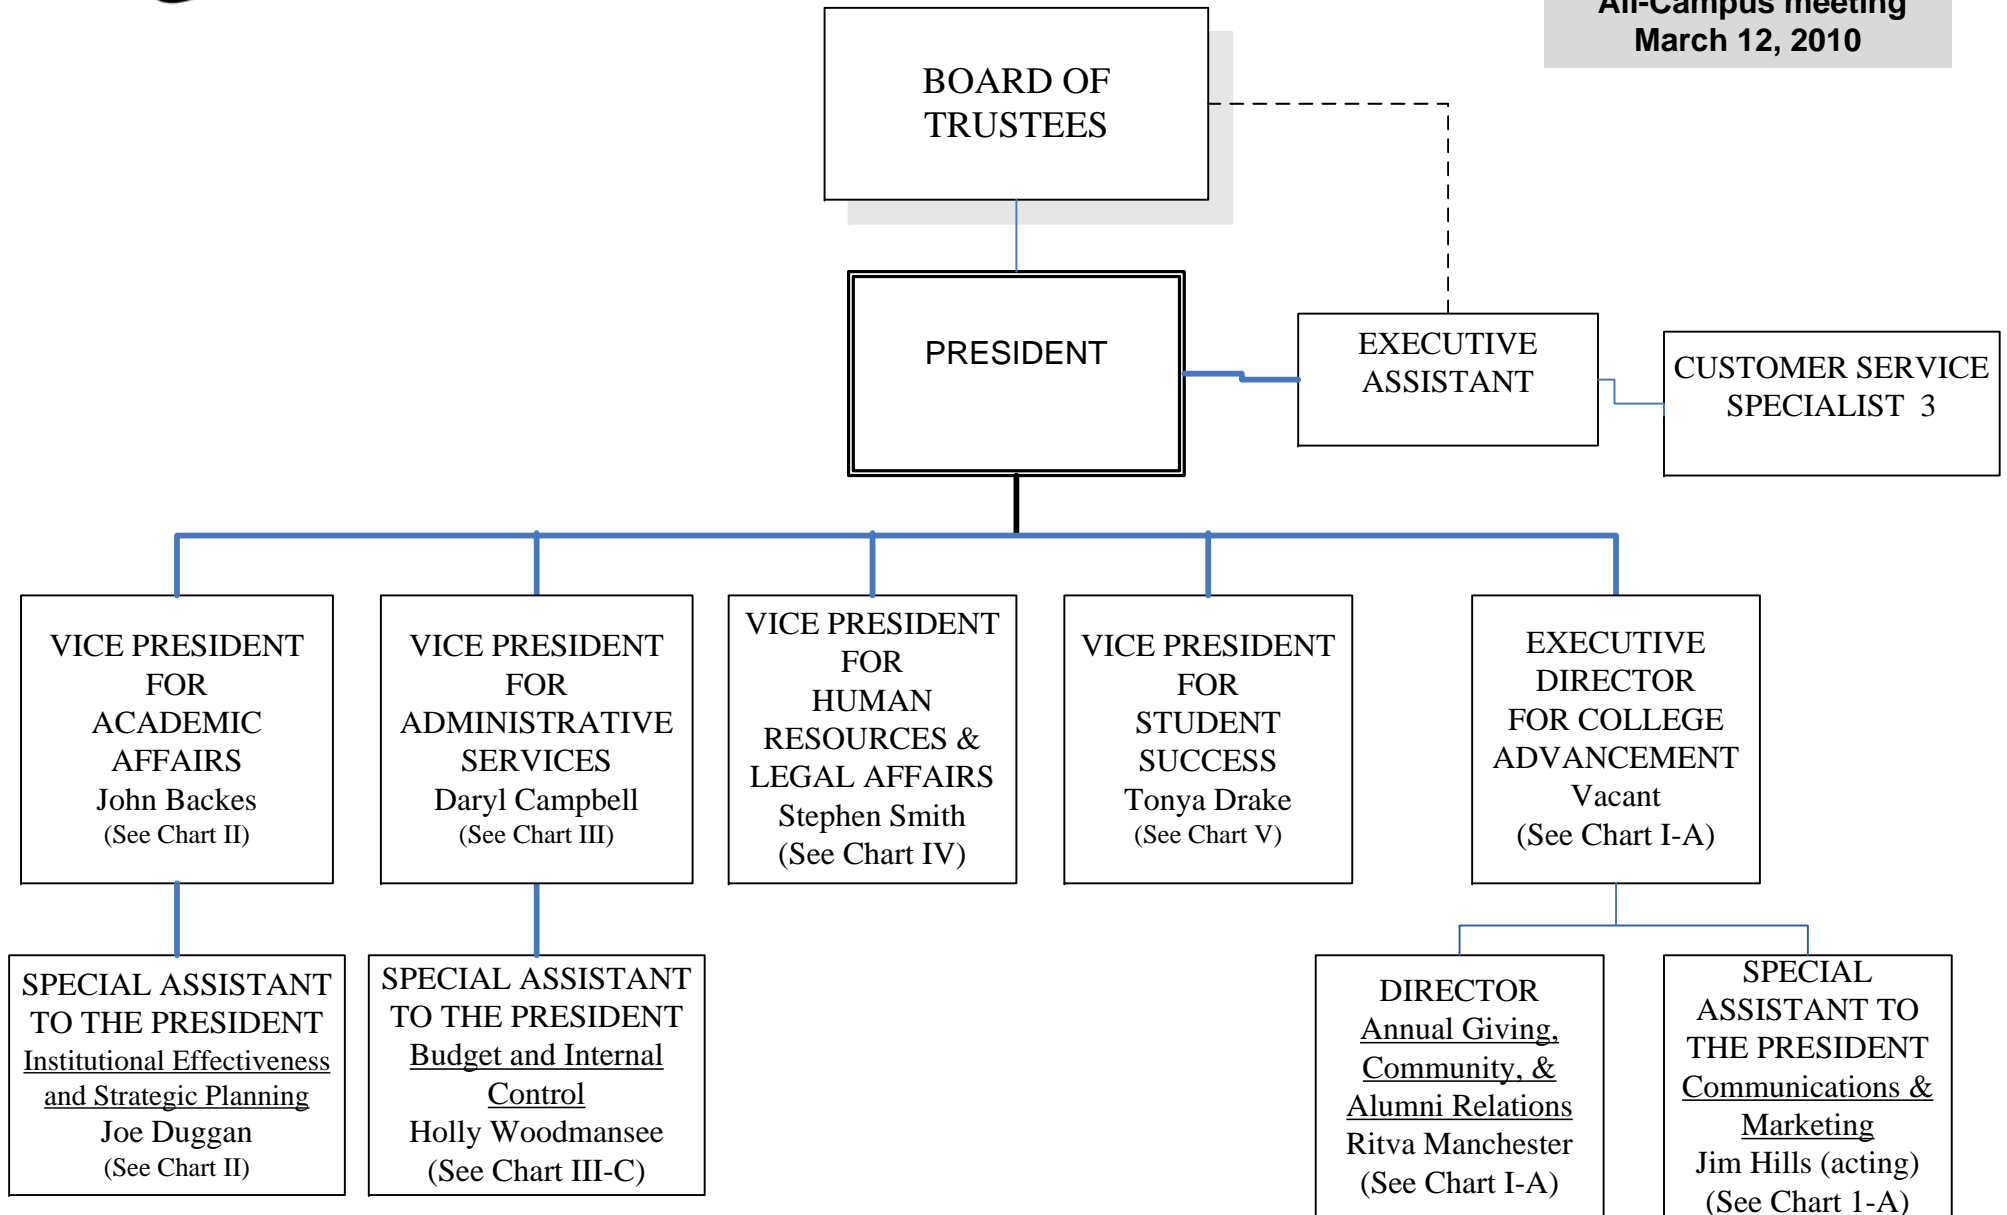 All-Campus meeting
March 12, 2010
BOARD OF
TRUSTEES
PRESIDENT
EXECUTIVE
ASSISTANT
CUSTOMER SERVICE
SPECIALIST 3
VICE PRESIDENT
FOR
ACADEMIC
AFFAIRS
John Backes
(See Chart II)
VICE PRESIDENT
FOR
ADMINISTRATIVE
SERVICES
Daryl Campbell
(See Chart III)
VICE PRESIDENT
FOR
HUMAN
RESOURCES &
LEGAL AFFAIRS
Stephen Smith
(See Chart IV)
VICE PRESIDENT
FOR
STUDENT
SUCCESS
Tonya Drake
(See Chart V)
EXECUTIVE
DIRECTOR
FOR COLLEGE
ADVANCEMENT
Vacant
(See Chart I-A)
SPECIAL ASSISTANT
TO THE PRESIDENT
Institutional Effectiveness
and Strategic Planning
Joe Duggan
(See Chart II)
SPECIAL ASSISTANT
TO THE PRESIDENT
Budget and Internal
Control
Holly Woodmansee
(See Chart III-C)
DIRECTOR
Annual Giving,
Community, &
Alumni Relations
Ritva Manchester
(See Chart I-A)
SPECIAL
ASSISTANT TO
THE PRESIDENT
Communications &
Marketing
Jim Hills (acting)
(See Chart 1-A)